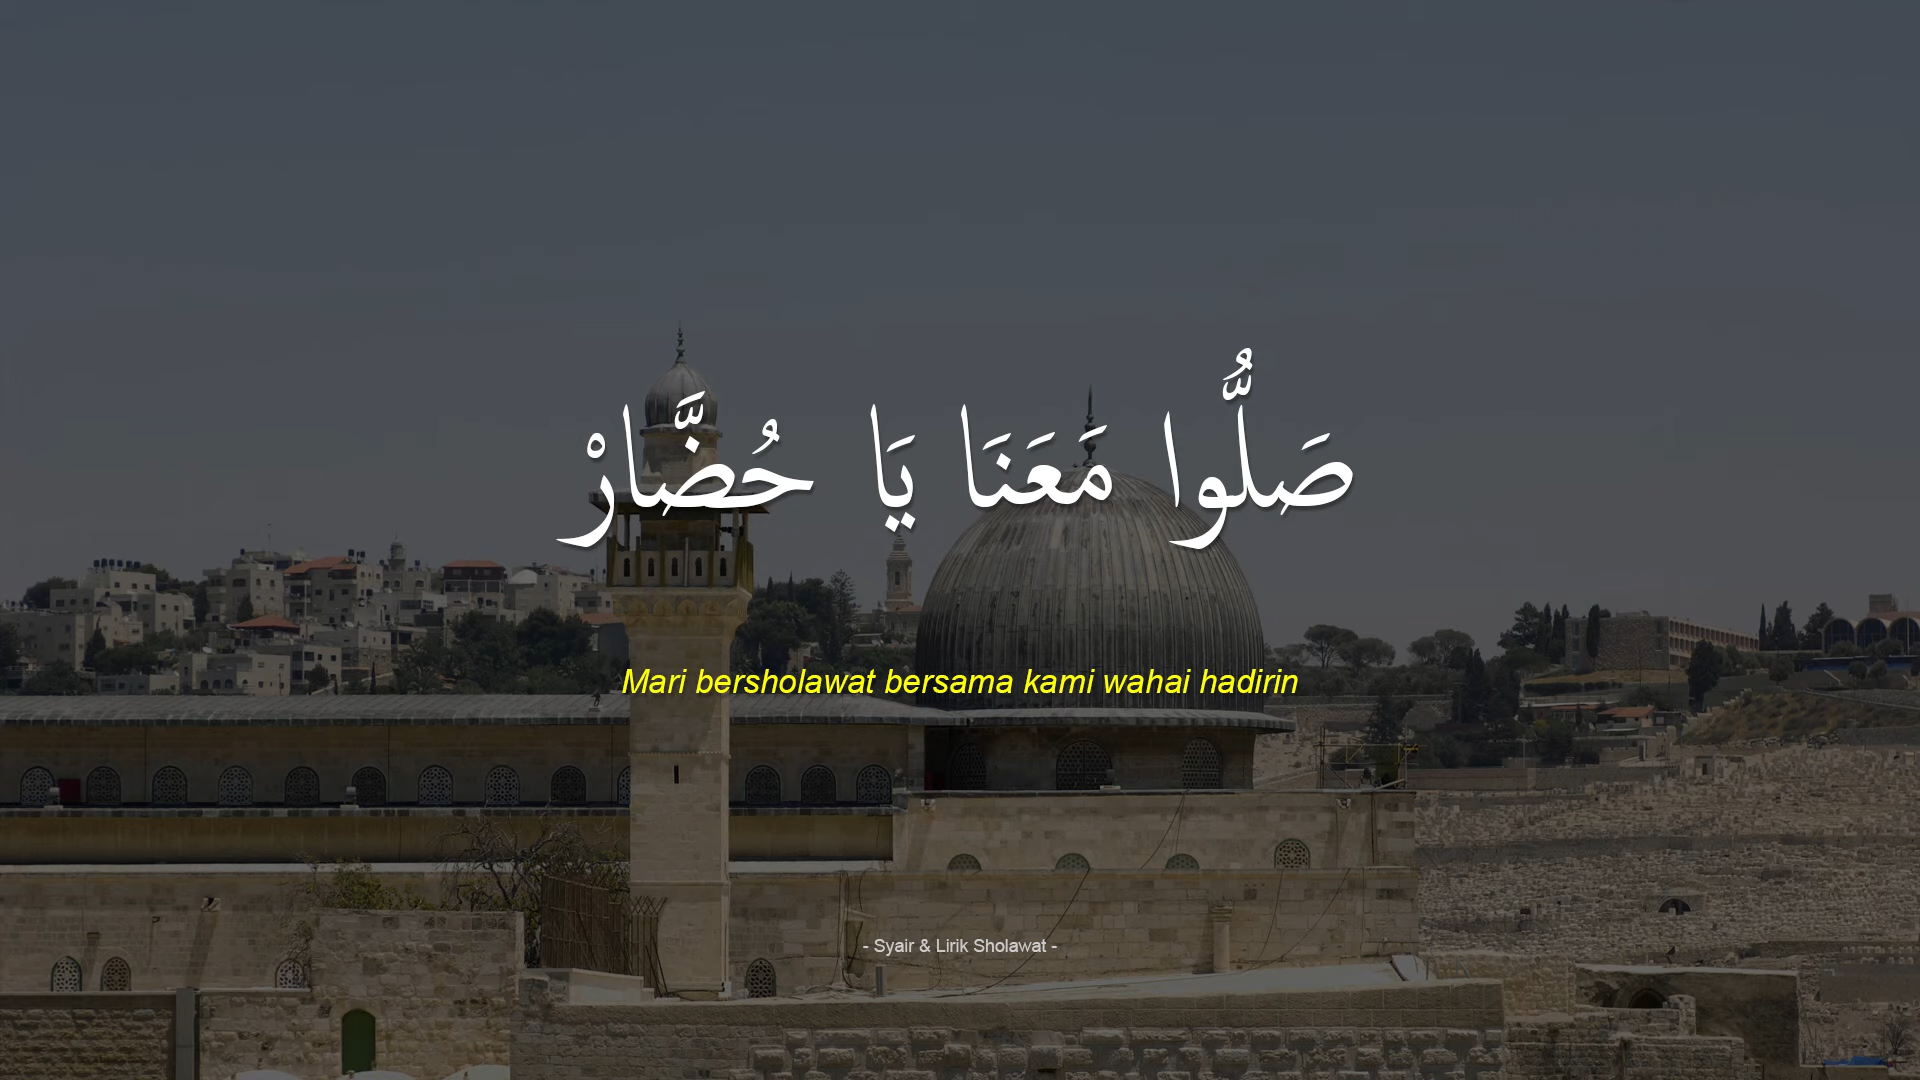 صَلُّوا مَعَنَا يَا حُضَّارْ
Mari bersholawat bersama kami wahai hadirin
- Syair & Lirik Sholawat -